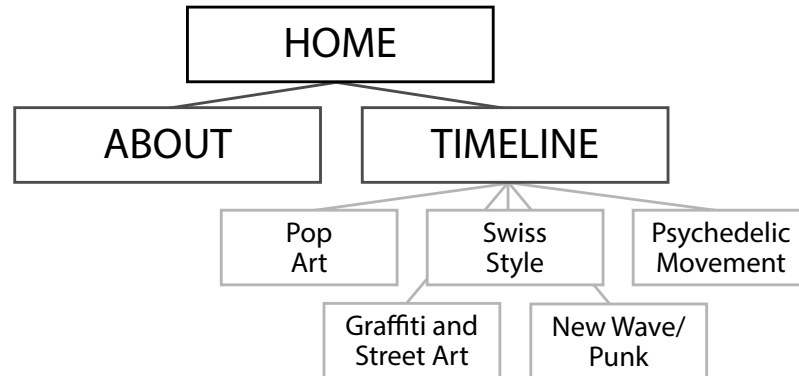 HOME
ABOUT
TIMELINE
Pop
Art
Swiss
Style
Psychedelic
Movement
Graffiti and
Street Art
New Wave/
Punk